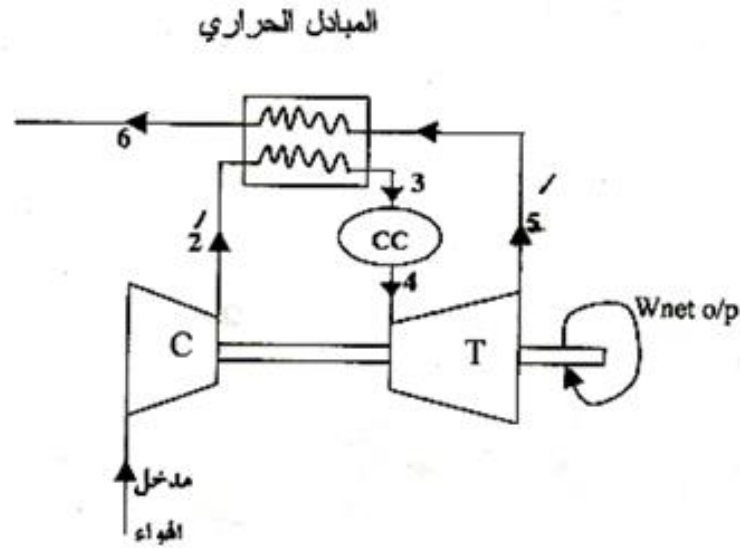 المبادل الحراري
6
3
2/
5/
CC
4
Wnet o/p
C
T
مدخل
الهواء